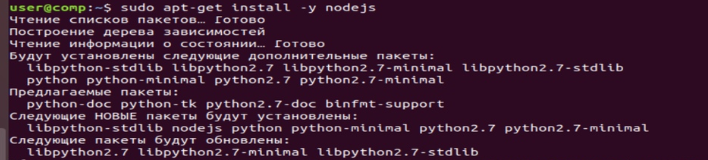 user@comp:~$ sudo apt-get install -y nodejs
Чтение списков пакетов… Готово
Построение дерева зависимостей
Чтение информации о состоянии… Готово
Будут установлены следующие дополнительные пакеты:
libpython-stdlib libpython2.7 libpython2.7-minimal libpython2.7-stdlib
python python-minimal python2.7 python2.7-minimal
Предлагаемые пакеты:
python-doc python-tk python2.7-doc binfmt-support
Следующие НОВЫЕ пакеты будут установлены:
libpython-stdlib nodejs python python-minimal python2.7 python2.7-minimal
Следующие пакеты будут обновлены:
libpython2.7 libpython2.7-minimal libpython2.7-stdlib